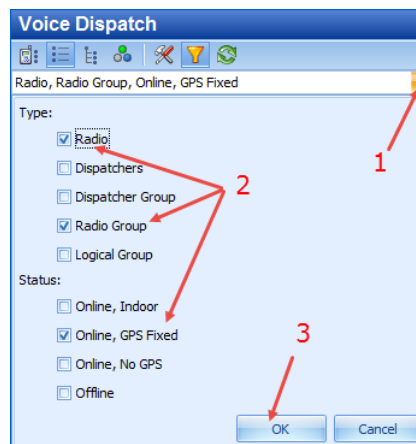 Voice Dispatch
Radio, Radio Group, Online, GPS Fixed
Type:
1
Radio
Dispatchers
2
Dispatcher Group
Radio Group
Logical Group
Status:
Online, Indoor
Online, GPS Fixed
3
Online, No GPS
Offline
OK Cancel